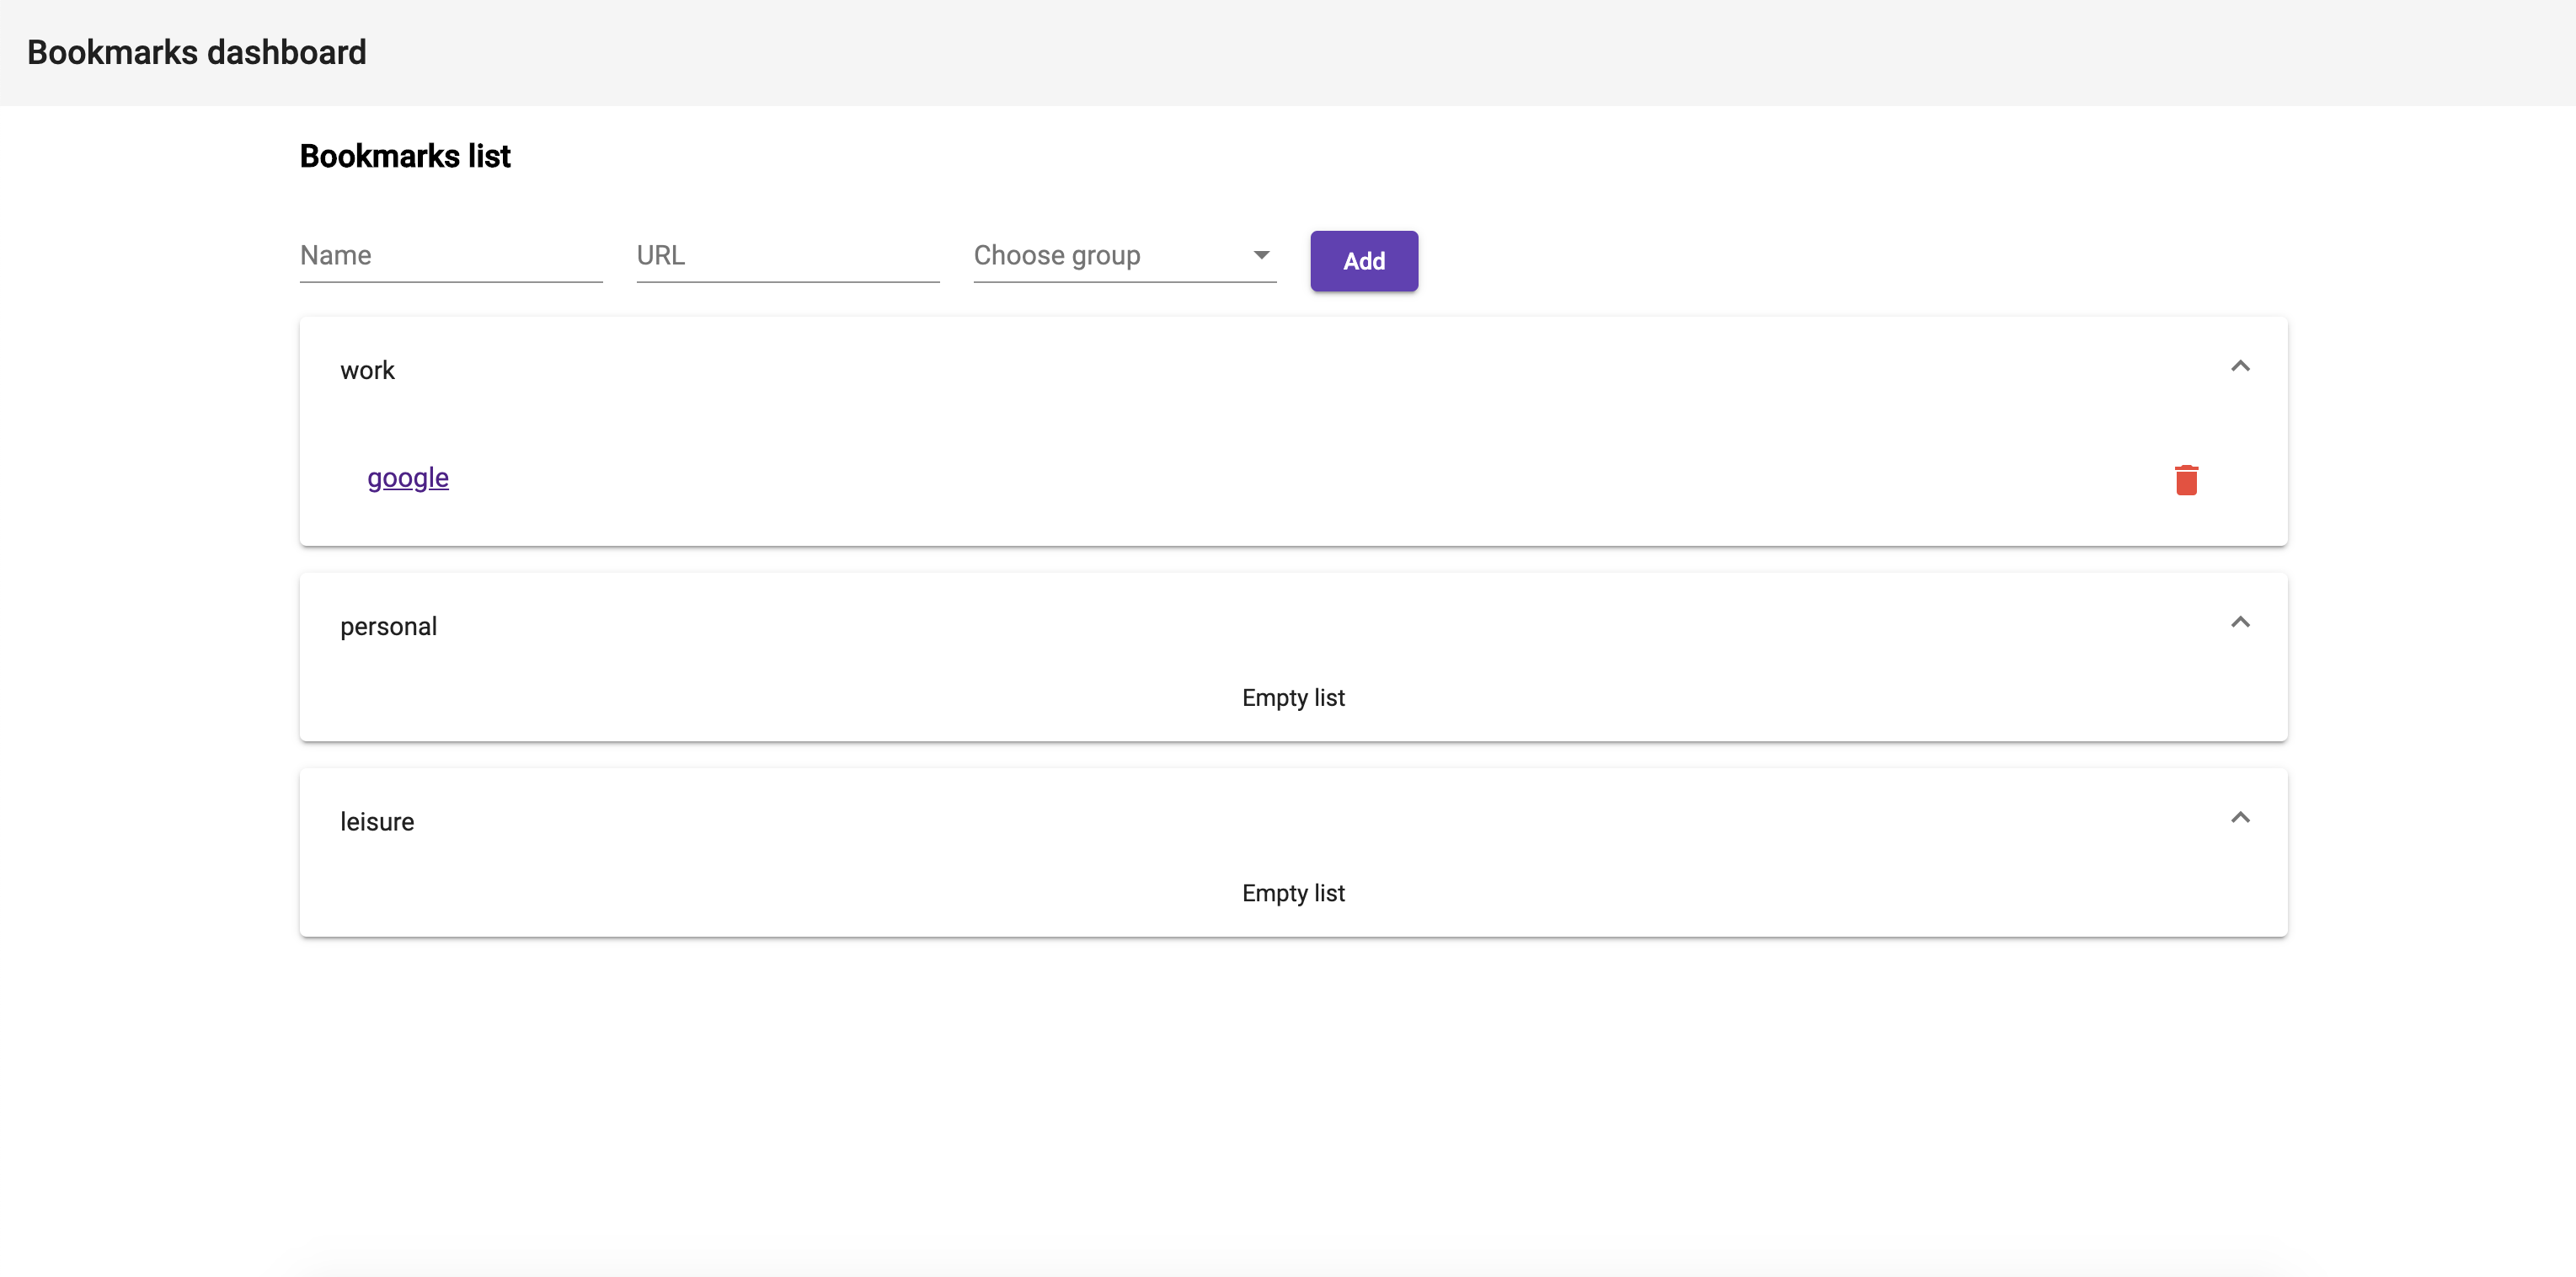 Bookmarks dashboard
Bookmarks list
Name URL Choose group Add
work
google
personal
Empty list
leisure
Empty list